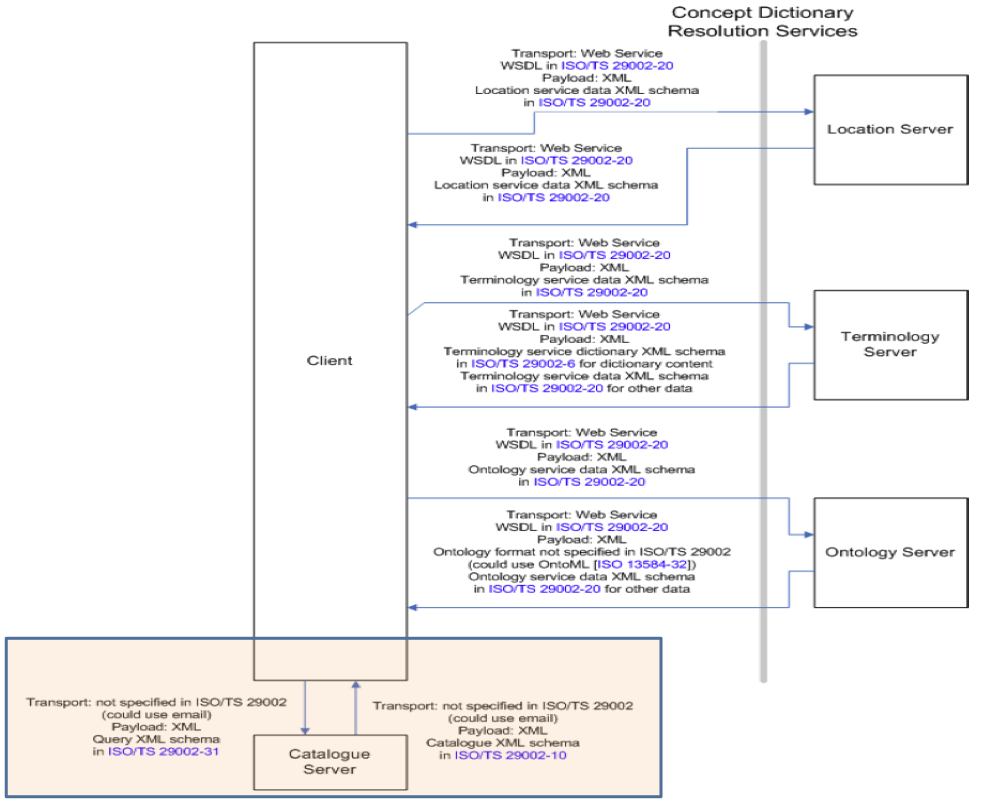 Concept Dictionary
Resolution Services
Transport: Web Service
WSDL in ISO/TS 29002-20
Payload: XML
Location service data XML schema
in ISO/TS 29002-20
Location Server
Transport: Web Service
WSDL in ISO/TS 29002-20
Payload: XML
Location service data XML schema
in ISO/TS 29002-20
Transport: Web Service
WSDL in ISO/TS 29002-20
Payload: XML
Terminology service data XML schema
in ISO/TS 29002-20
Transport: Web Service
WSDL in ISO/TS 29002-20
Payload: XML
Terminology service dictionary XML schema
in ISO/TS 29002-6 for dictionary content
Terminology service data XML schema
in ISO/TS 29002-20 for other data
Terminology
Server
Client
Transport: Web Service
WSDL in ISO/TS 29002-20
Payload: XML
Ontology service data XML schema
in ISO/TS 29002-20
Transport: Web Service
WSDL in ISO/TS 29002-20
Payload: XML
Ontology format not specified in ISO/TS 29002
(could use OntoML [ISO 13584-32])
Ontology service data XML schema
in ISO/TS 29002-20 for other data
Ontology Server
Transport: not specified in ISO/TS 29002
(could use email)
Payload: XML
Query XML schema
in ISO/TS 29002-31
Transport: not specified in ISO/TS 29002
(could use email)
Payload: XML
Catalogue XML schema
in ISO/TS 29002-10
Catalogue
Server